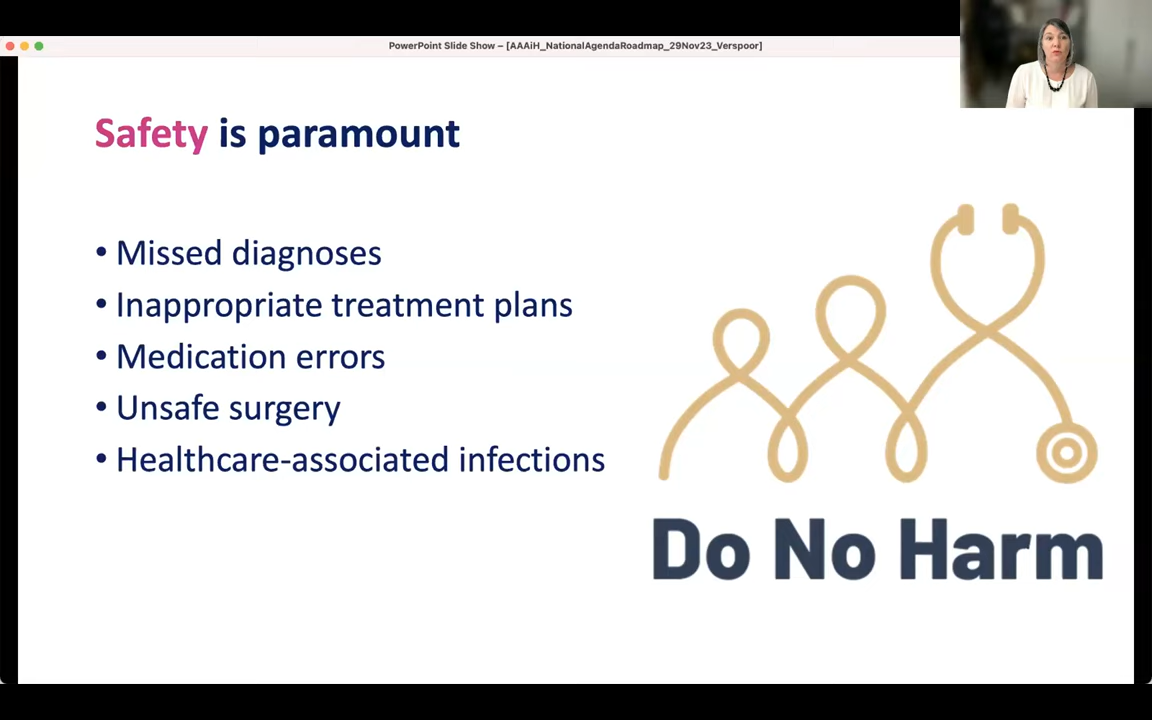 PowerPoint Slide Show – [AAAiH_NationalAgendaRoadmap_29Nov23_Verspoor]
Safety is paramount
• Missed diagnoses
• Inappropriate treatment plans
• Medication errors
• Unsafe surgery
• Healthcare-associated infections
Do No Harm